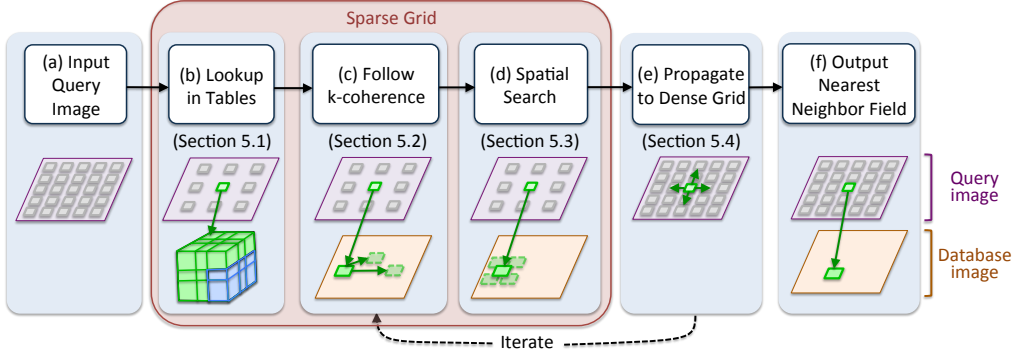 Sparse Grid
(a) Input
Query
Image
(b) Lookup
in Tables
(c) Follow
k-coherence
(d) Spatial
Search
(e) Propagate
to Dense Grid
(f) Output
Nearest
Neighbor Field
(Section 5.1)
(Section 5.2)
(Section 5.3)
(Section 5.4)
Query
image
Database
image
Iterate